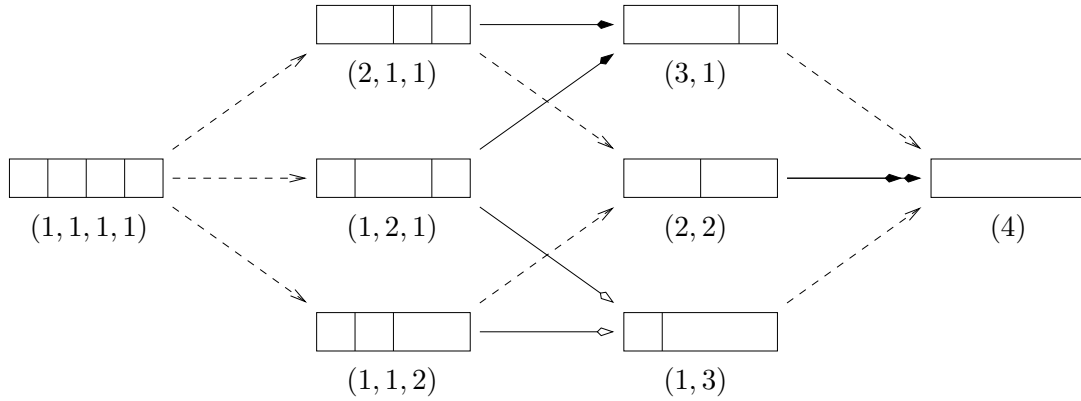 (2, 1, 1)
(3, 1)
(1, 1, 1, 1)
(1, 2, 1)
(2, 2)
(4)
(1, 1, 2)
(1, 3)